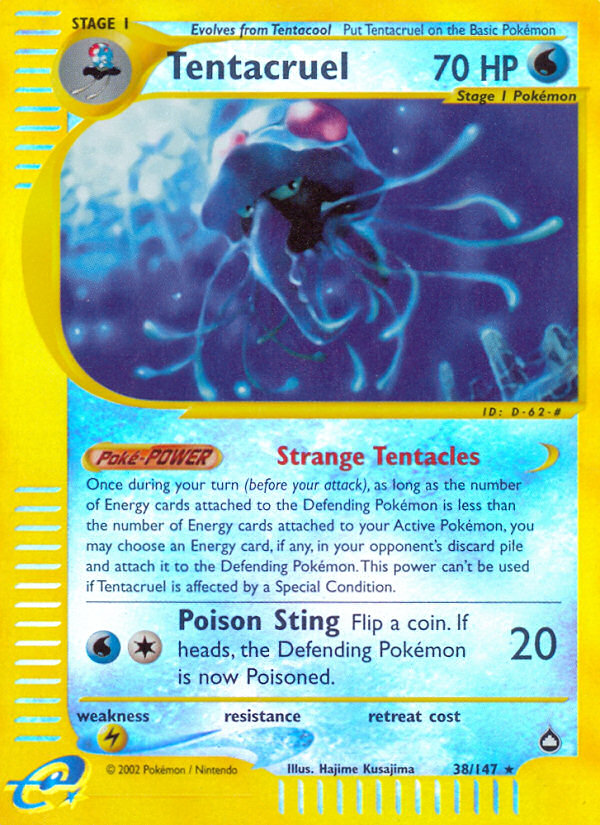 STAGE 1
Evolves from Tentacool Put Tentacruel on the Basic Pokémon
Tentacruel 70 HP
Stage 1 Pokémon
ID: D-62-#
Poké-POWER Strange Tentacles
Once during your turn (before your attack), as long as the number
of Energy cards attached to the Defending Pokémon is less than
the number of Energy cards attached to your Active Pokémon, you
may choose an Energy card, if any, in your opponent's discard pile
and attach it to the Defending Pokémon. This power can't be used
if Tentacruel is affected by a Special Condition.
Poison Sting Flip a coin. If
heads, the Defending Pokémon 20
is now Poisoned.
weakness resistance retreat cost
© 2002 Pokémon / Nintendo Illus. Hajime Kusajima 38/147 ★